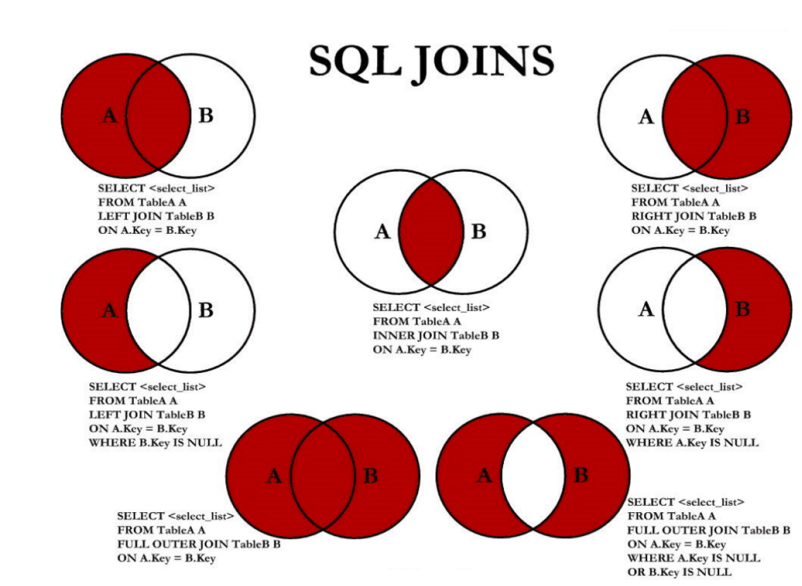 SQL JOINS
A B
SELECT <select_list>
FROM TableA A
LEFT JOIN TableB B
ON A.Key = B.Key
A B
SELECT <select_list>
FROM TableA A
RIGHT JOIN TableB B
ON A.Key = B.Key
A B
SELECT <select_list>
FROM TableA A
INNER JOIN TableB B
ON A.Key = B.Key
A B
SELECT <select_list>
FROM TableA A
LEFT JOIN TableB B
ON A.Key = B.Key
WHERE B.Key IS NULL
A B
SELECT <select_list>
FROM TableA A
RIGHT JOIN TableB B
ON A.Key = B.Key
WHERE A.Key IS NULL
A B
SELECT <select_list>
FROM TableA A
FULL OUTER JOIN TableB B
ON A.Key = B.Key
A B
SELECT <select_list>
FROM TableA A
FULL OUTER JOIN TableB B
ON A.Key = B.Key
WHERE A.Key IS NULL
OR B.Key IS NULL